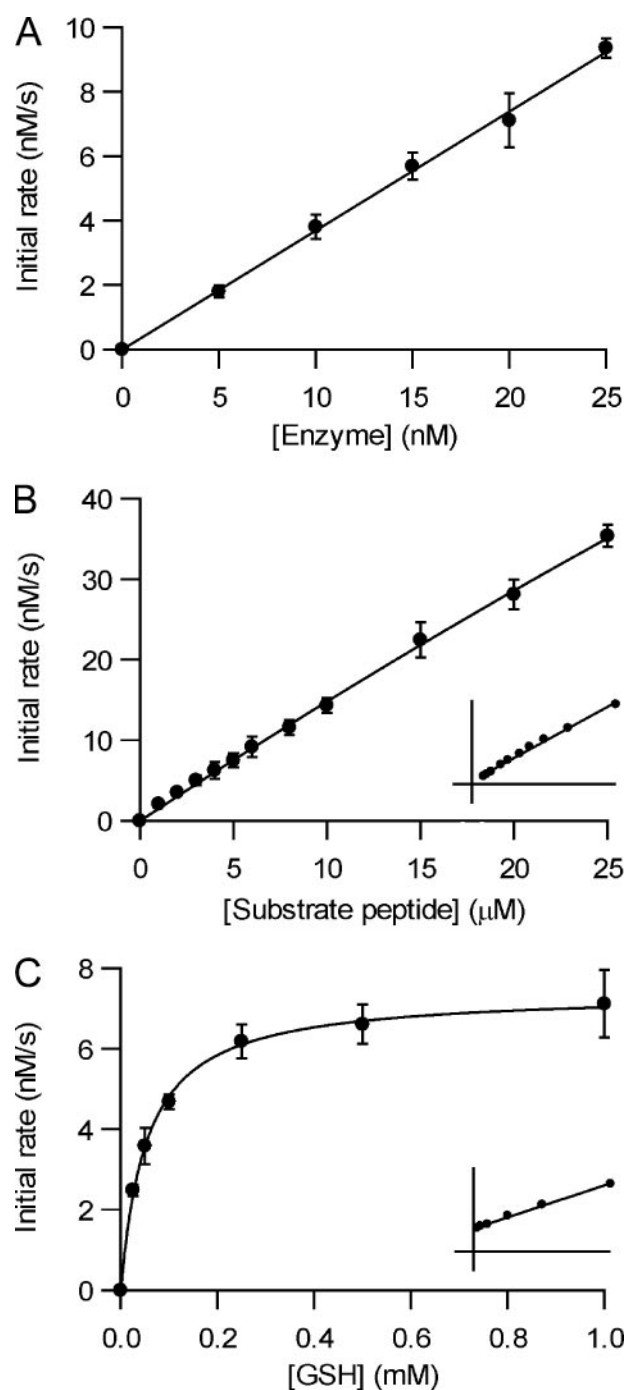 A
Initial rate (nM/s)
10
8
6
4
2
0
0 5 10 15 20 25
[Enzyme] (nM)
B
Initial rate (nM/s)
40
30
20
10
0
0 5 10 15 20 25
[Substrate peptide] (μM)
C
Initial rate (nM/s)
8
6
4
2
0
0.0 0.2 0.4 0.6 0.8 1.0
[GSH] (mM)